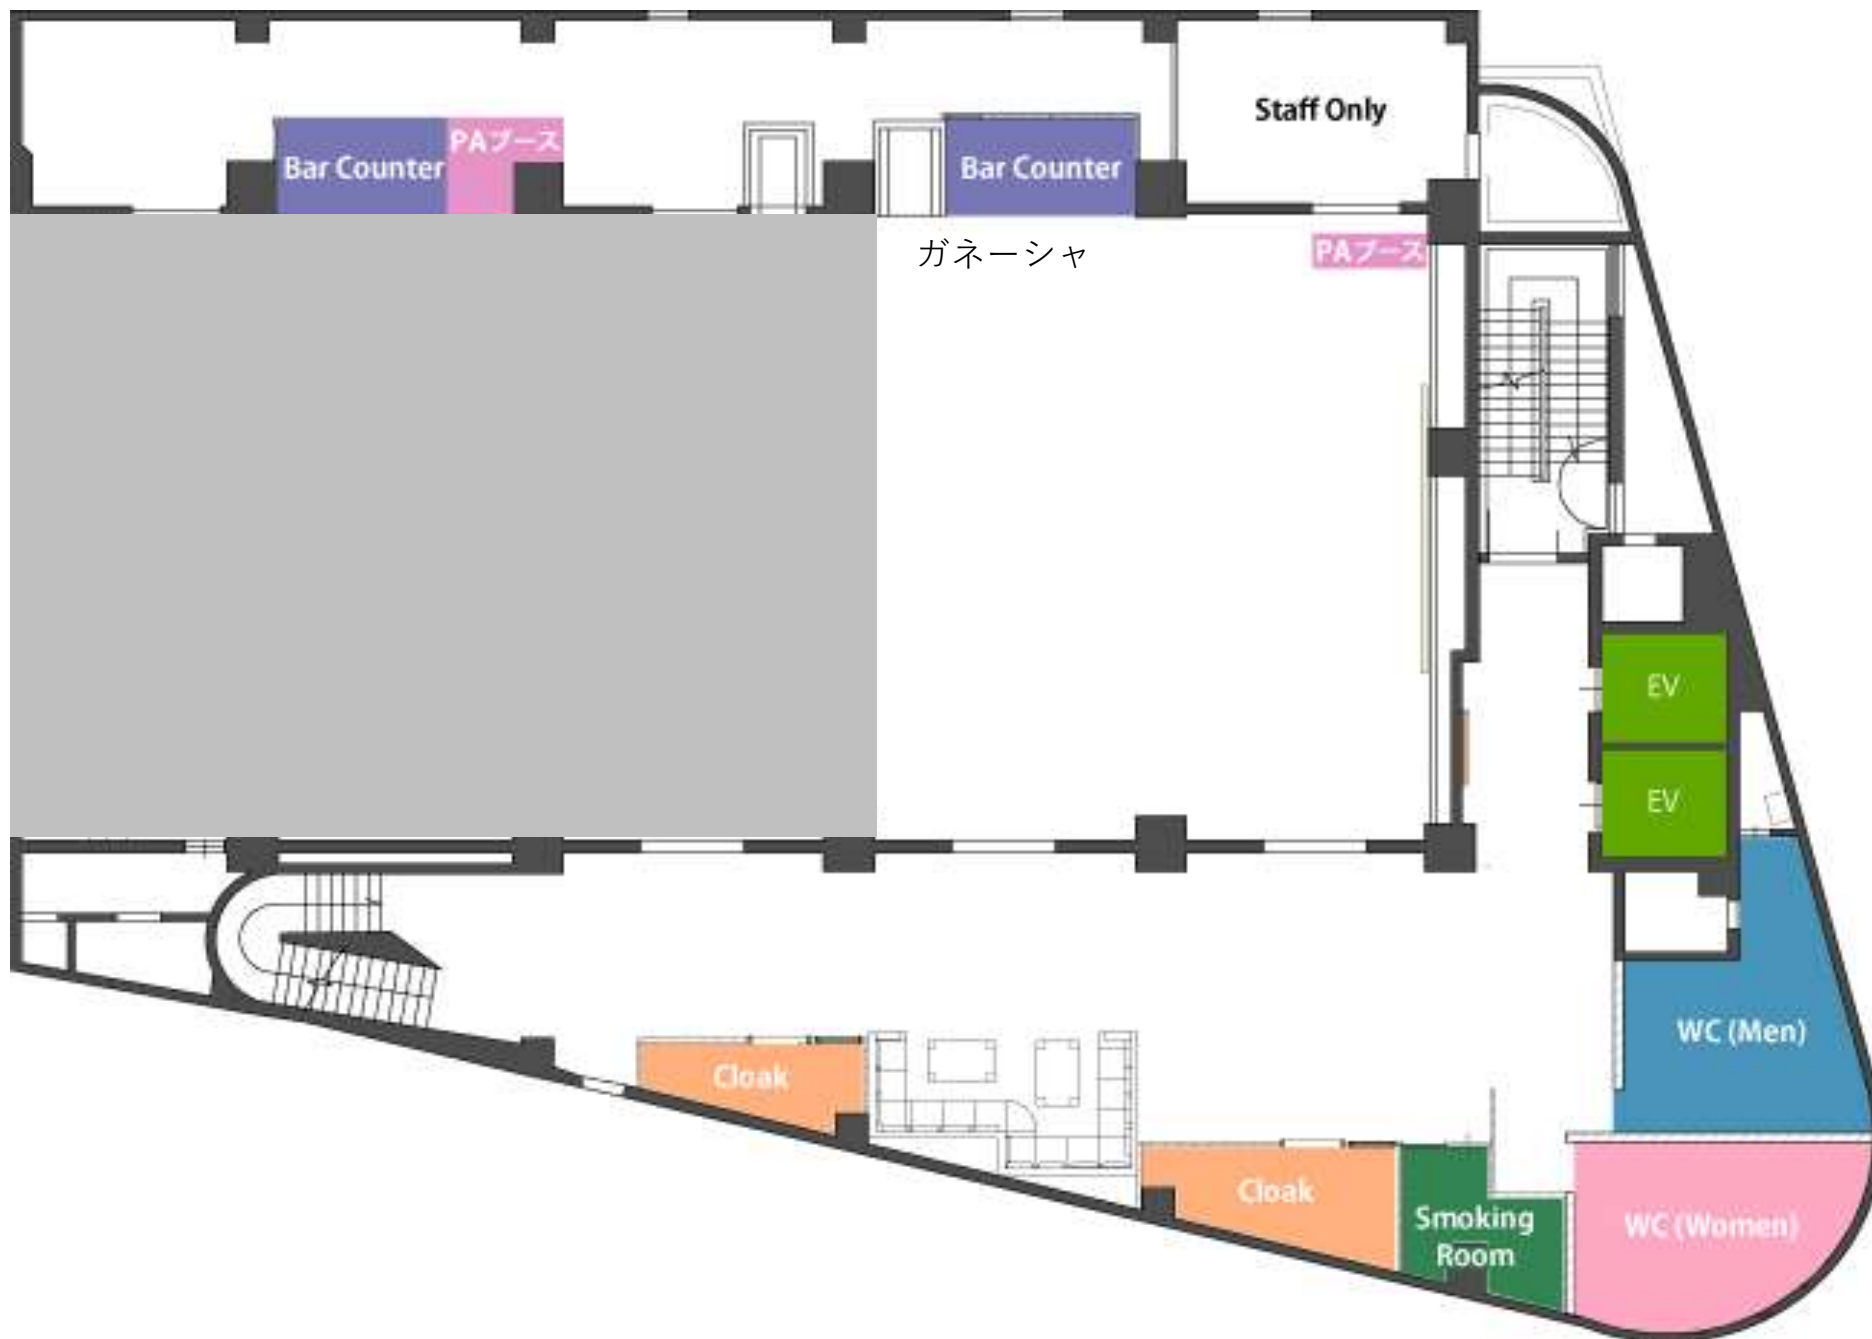 Staff Only
PAブース
Bar Counter
Bar Counter
ガネーシャ
PAブース
EV
EV
WC (Men)
Cloak
Cloak
Smoking
Room
WC (Women)